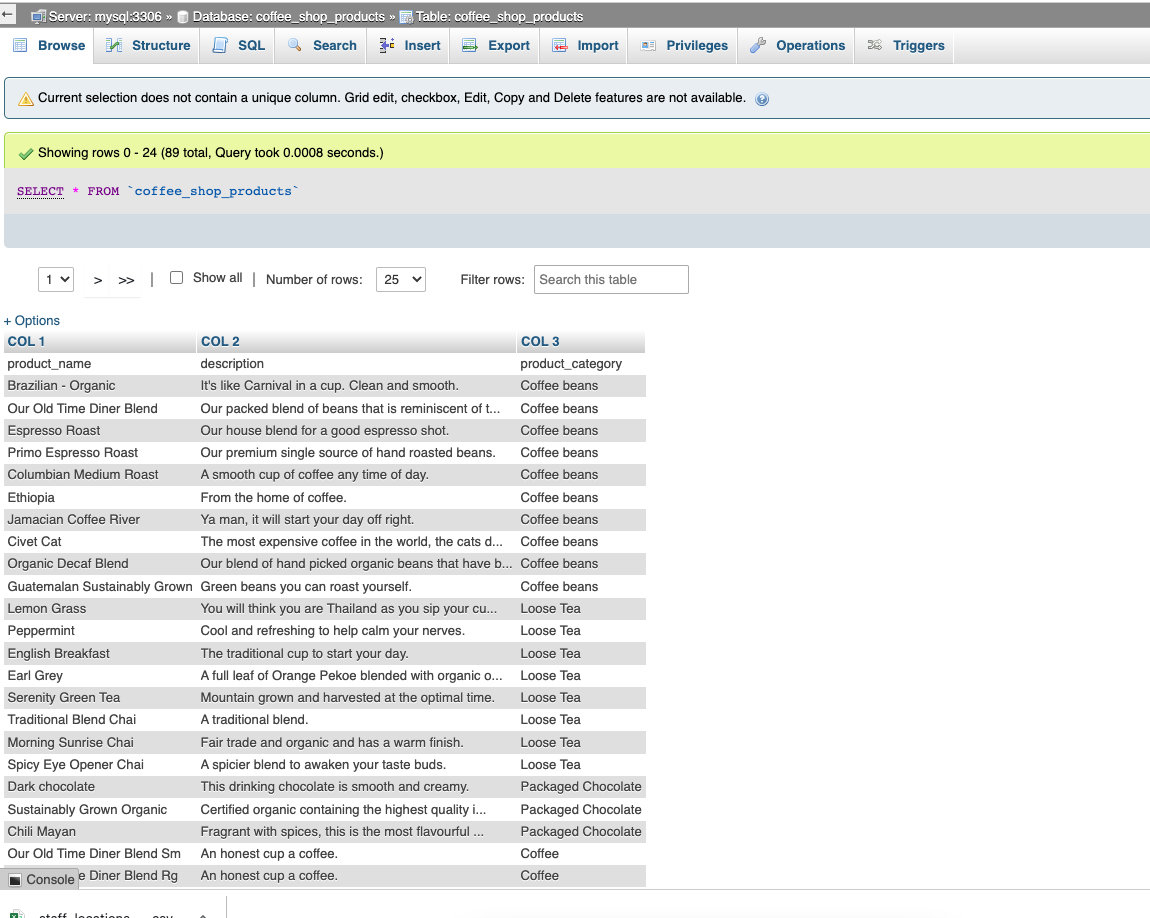 Server: mysql:3306 » Database: coffee_shop_products » Table: coffee_shop_products
Browse Structure SQL Search Insert Export Import Privileges Operations Triggers
Current selection does not contain a unique column. Grid edit, checkbox, Edit, Copy and Delete features are not available.
Showing rows 0 - 24 (89 total, Query took 0.0008 seconds.)
SELECT * FROM `coffee_shop_products`
1 > >> | Show all | Number of rows: 25 Filter rows: Search this table
+ Options
COL 1 COL 2 COL 3
product_name description product_category
Brazilian - Organic It's like Carnival in a cup. Clean and smooth. Coffee beans
Our Old Time Diner Blend Our packed blend of beans that is reminiscent of t... Coffee beans
Espresso Roast Our house blend for a good espresso shot. Coffee beans
Primo Espresso Roast Our premium single source of hand roasted beans. Coffee beans
Columbian Medium Roast A smooth cup of coffee any time of day. Coffee beans
Ethiopia From the home of coffee. Coffee beans
Jamacian Coffee River Ya man, it will start your day off right. Coffee beans
Civet Cat The most expensive coffee in the world, the cats d... Coffee beans
Organic Decaf Blend Our blend of hand picked organic beans that have b... Coffee beans
Guatemalan Sustainably Grown Green beans you can roast yourself. Coffee beans
Lemon Grass You will think you are Thailand as you sip your cu... Loose Tea
Peppermint Cool and refreshing to help calm your nerves. Loose Tea
English Breakfast The traditional cup to start your day. Loose Tea
Earl Grey A full leaf of Orange Pekoe blended with organic o... Loose Tea
Serenity Green Tea Mountain grown and harvested at the optimal time. Loose Tea
Traditional Blend Chai A traditional blend. Loose Tea
Morning Sunrise Chai Fair trade and organic and has a warm finish. Loose Tea
Spicy Eye Opener Chai A spicier blend to awaken your taste buds. Loose Tea
Dark chocolate This drinking chocolate is smooth and creamy. Packaged Chocolate
Sustainably Grown Organic Certified organic containing the highest quality i... Packaged Chocolate
Chili Mayan Fragrant with spices, this is the most flavourful ... Packaged Chocolate
Our Old Time Diner Blend Sm An honest cup a coffee. Coffee
e Diner Blend Rg An honest cup a coffee. Coffee
Console